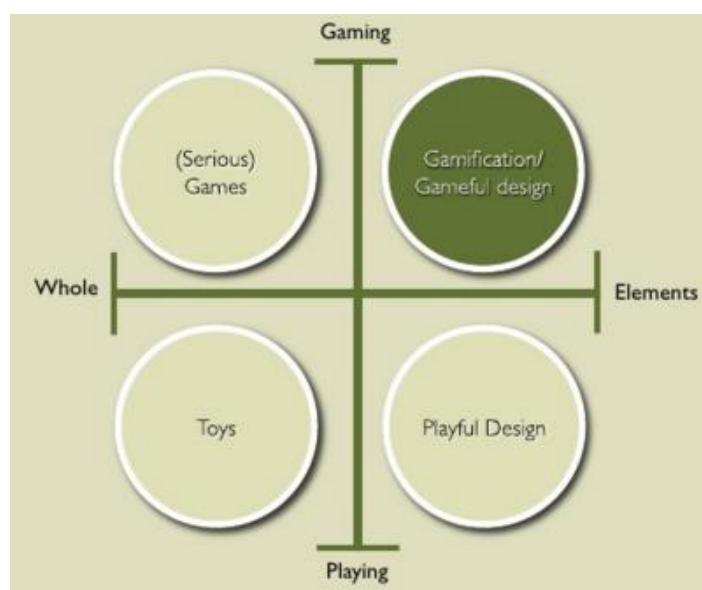 Gaming
(Serious)
Games
Gamification/
Gameful design
Whole
Elements
Toys
Playful Design
Playing